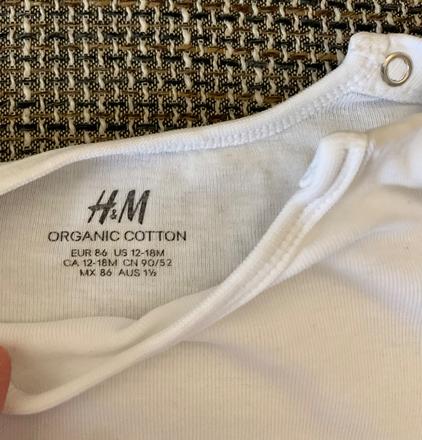 H&M
ORGANIC COTTON
EUR 86 US 12-18M
CA 12-18M CN 90/52
MX 86 AUS 1½